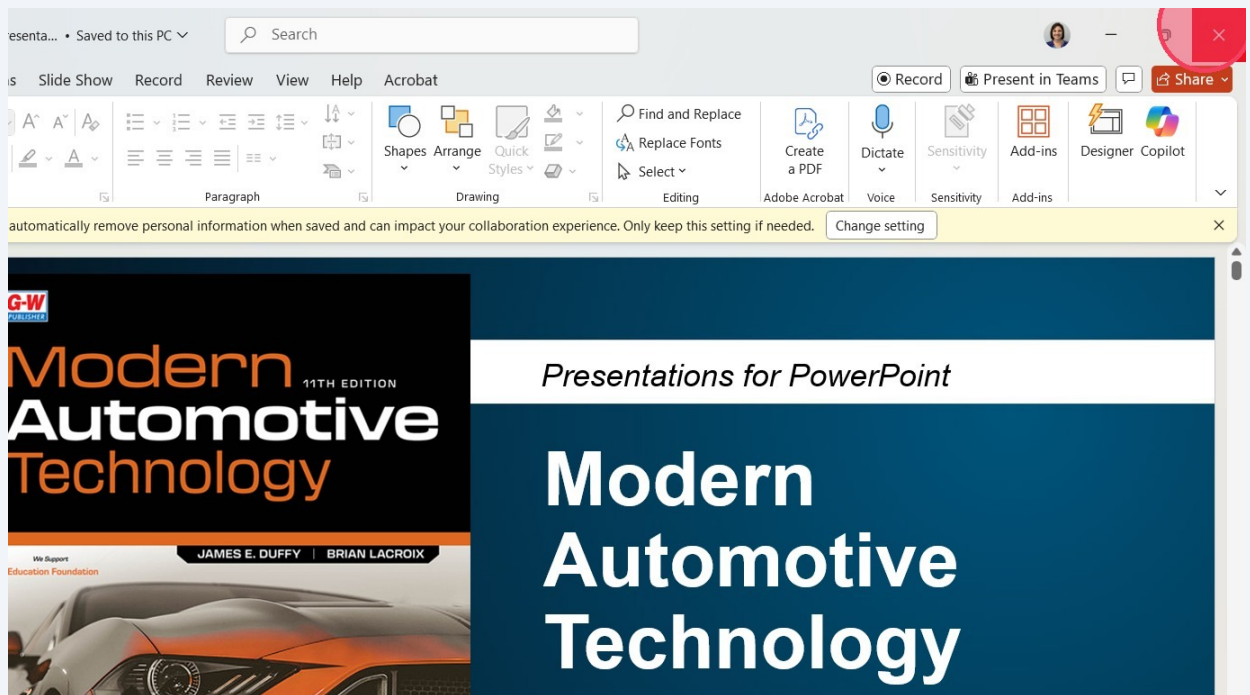 esenta... • Saved to this PC
Search
s Slide Show Record Review View Help Acrobat
Record
Present in Teams
Share
Shapes
Arrange
Quick Styles
Find and Replace
Replace Fonts
Select
Create a PDF
Dictate
Sensitivity
Add-ins
Designer
Copilot
Paragraph
Drawing
Editing
Adobe Acrobat
Voice
Sensitivity
Add-ins
automatically remove personal information when saved and can impact your collaboration experience. Only keep this setting if needed.
Change setting
G-W
PUBLISHER
Modern
11TH EDITION
Automotive
Technology
We Support
Education Foundation
JAMES E. DUFFY | BRIAN LACROIX
Presentations for PowerPoint
Modern
Automotive
Technology